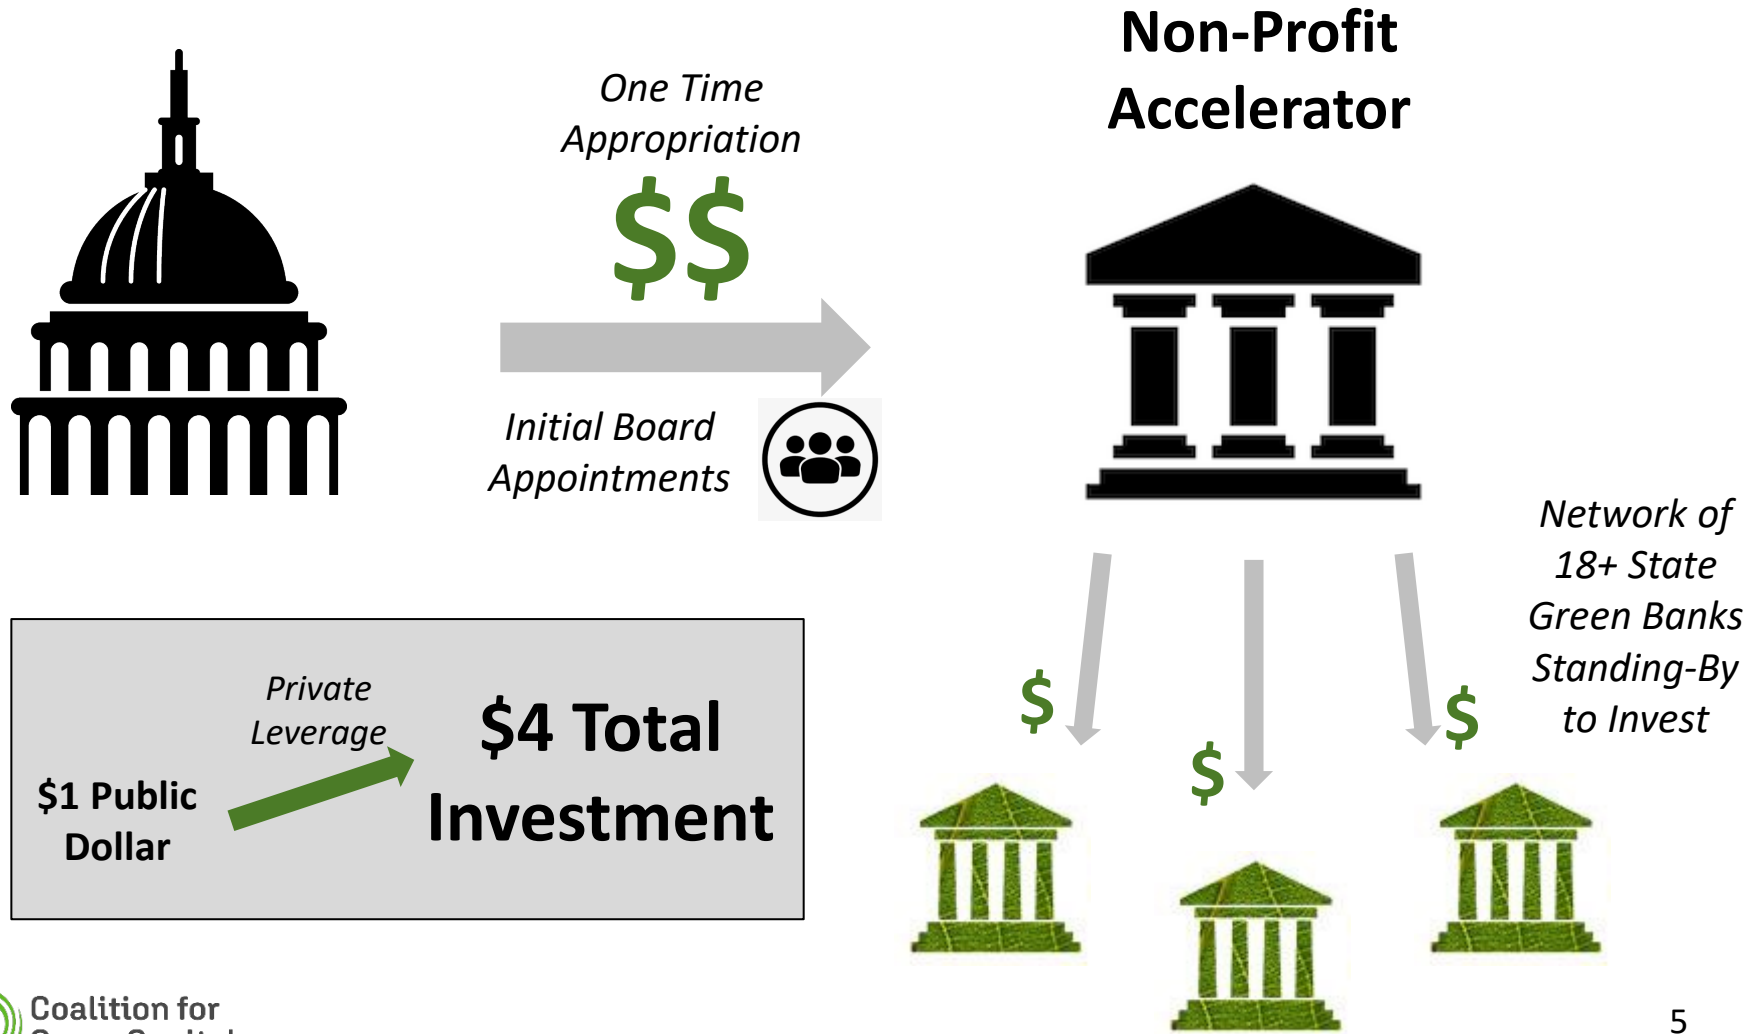 Non-Profit
Accelerator
One Time
Appropriation
$$
Initial Board
Appointments
Network of
18+ State
Green Banks
Standing-By
to Invest
$
$
$
Private
Leverage
$1 Public
Dollar
$4 Total
Investment
Coalition for
5